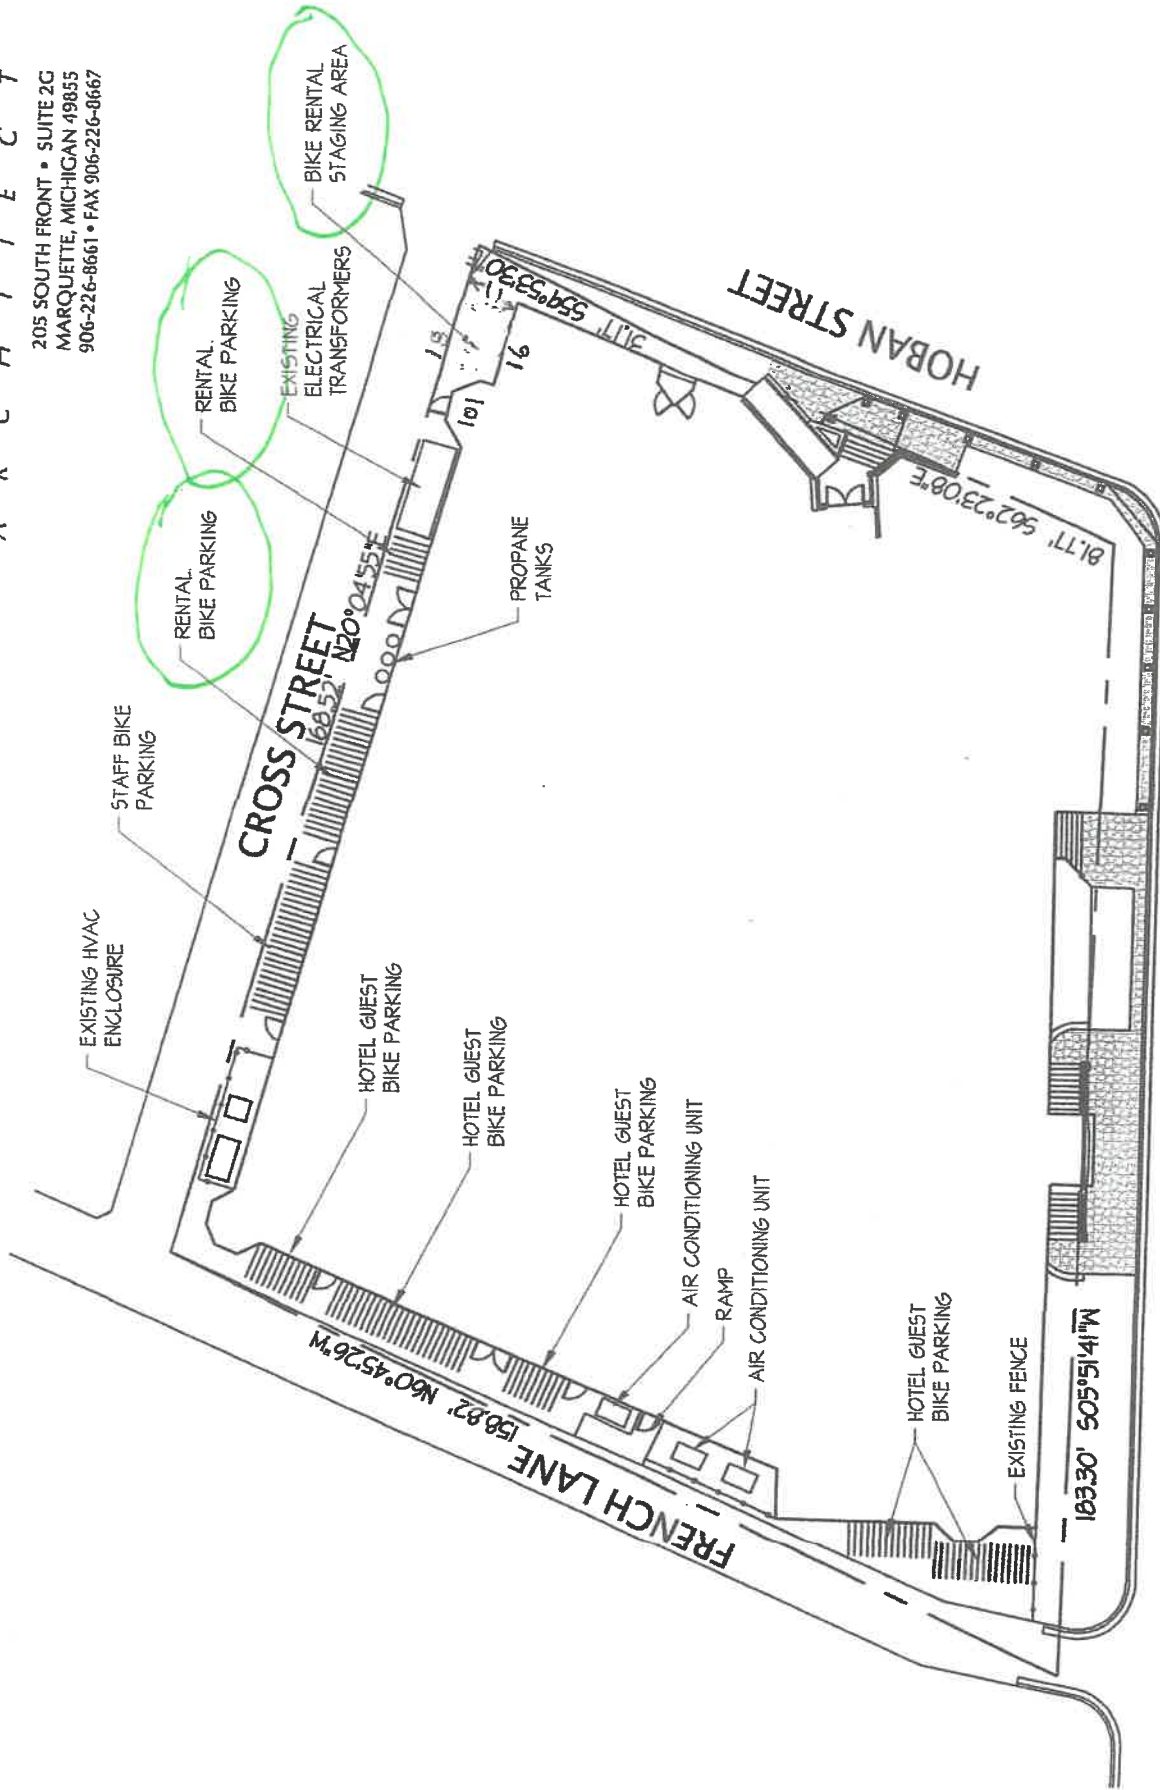 A R C H I T E C T
205 SOUTH FRONT • SUITE 2G
MARQUETTE, MICHIGAN 49855
906-226-8661 • FAX 906-226-8667
BIKE RENTAL
STAGING AREA
RENTAL
BIKE PARKING
EXISTING
ELECTRICAL
TRANSFORMERS
RENTAL
BIKE PARKING
STAFF BIKE
PARKING
EXISTING HVAC
ENCLOSURE
CROSS STREET
168.52' N20°04'55"E
16
101
S59°53'30
31.17'
HOBAN STREET
PROPANE
TANKS
81.77' S62°23'08"E
HOTEL GUEST
BIKE PARKING
HOTEL GUEST
BIKE PARKING
HOTEL GUEST
BIKE PARKING
AIR CONDITIONING UNIT
RAMP
AIR CONDITIONING UNIT
HOTEL GUEST
BIKE PARKING
EXISTING FENCE
158.82' N60°45'26"W
FRENCH LANE
183.30' S05°51'41"W